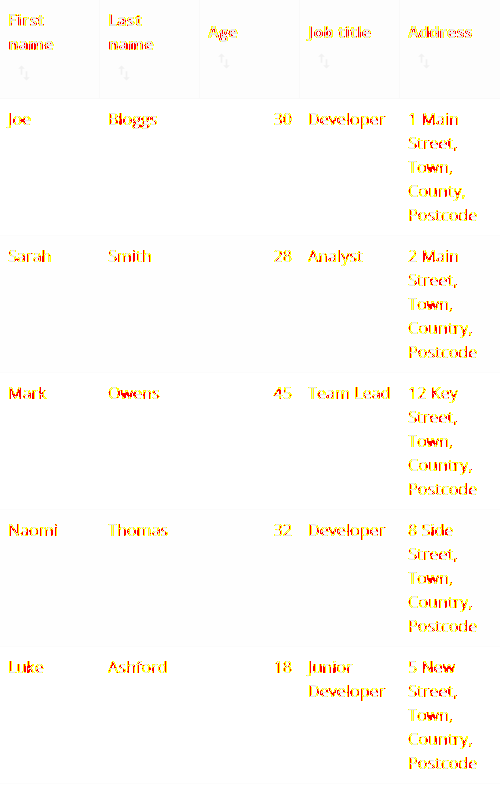 First name
Last name
Age
Job title
Address
Joe
Bloggs
30
Developer
1 Main
Street,
Town,
County,
Postcode
Sarah
Smith
28
Analyst
2 Main
Street,
Town,
Country,
Postcode
Mark
Owens
45
Team Lead
12 Key
Street,
Town,
Country,
Postcode
Naomi
Thomas
32
Developer
8 Side
Street,
Town,
Country,
Postcode
Luke
Ashford
18
Junior
Developer
5 New
Street,
Town,
Country,
Postcode